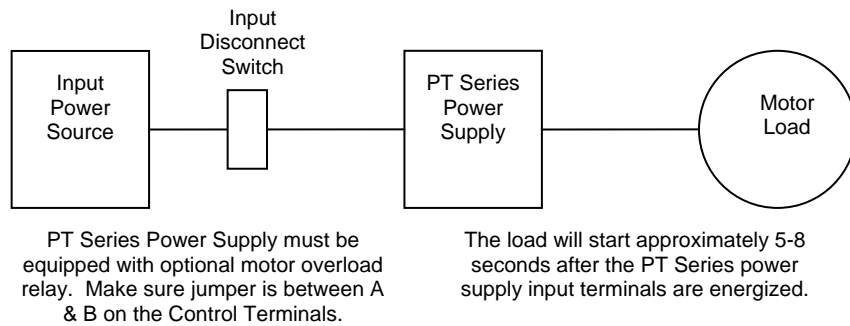 Input
Disconnect
Switch
Input
Power
Source
PT Series
Power
Supply
Motor
Load
PT Series Power Supply must be
equipped with optional motor overload
relay.  Make sure jumper is between A
& B on the Control Terminals.
The load will start approximately 5-8
seconds after the PT Series power
supply input terminals are energized.